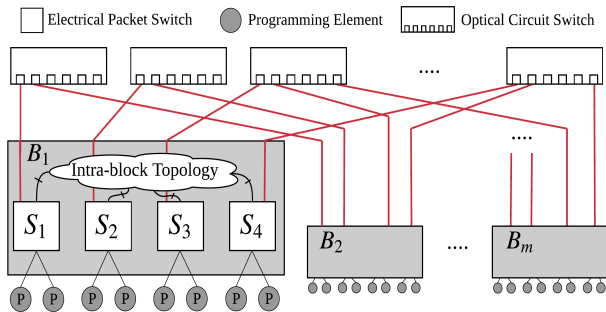 Electrical Packet Switch Programming Element Optical Circuit Switch
....
....
B1
Intra-block Topology
S1 S2 S3 S4
B2 .... Bm
P P P P P P P P